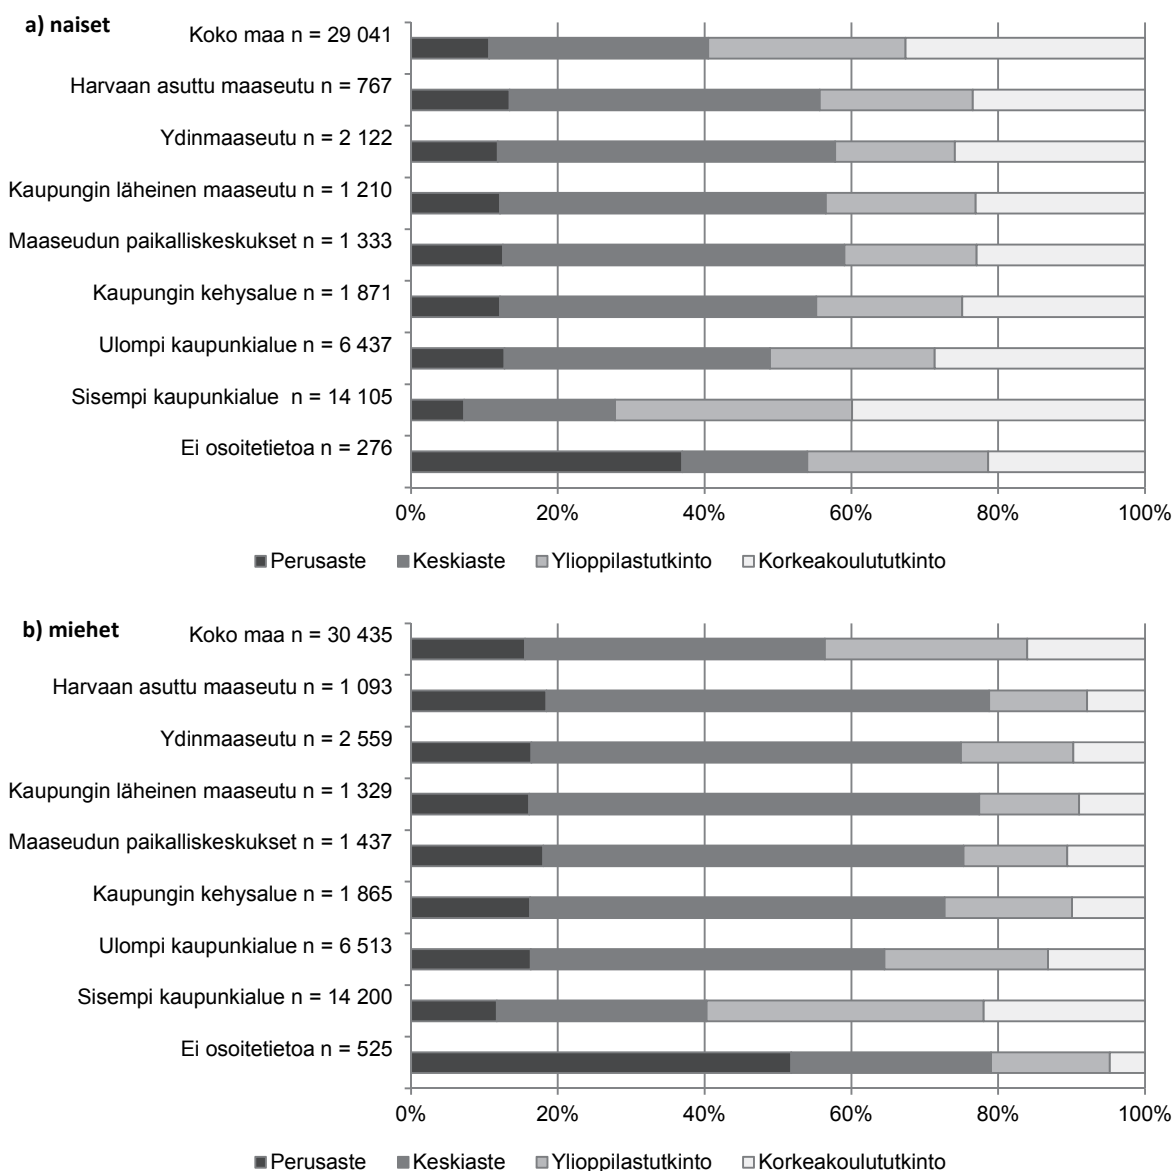 a) naiset
Koko maa n = 29 041
Harvaan asuttu maaseutu n = 767
Ydinmaaseutu n = 2 122
Kaupungin läheinen maaseutu n = 1 210
Maaseudun paikalliskeskukset n = 1 333
Kaupungin kehysalue n = 1 871
Ulompi kaupunkialue n = 6 437
Sisempi kaupunkialue  n = 14 105
Ei osoitetietoa n = 276
0% 20% 40% 60% 80% 100%
Perusaste Keskiaste Ylioppilastutkinto Korkeakoulututkinto
b) miehet
Koko maa n = 30 435
Harvaan asuttu maaseutu n = 1 093
Ydinmaaseutu n = 2 559
Kaupungin läheinen maaseutu n = 1 329
Maaseudun paikalliskeskukset n = 1 437
Kaupungin kehysalue n = 1 865
Ulompi kaupunkialue n = 6 513
Sisempi kaupunkialue n = 14 200
Ei osoitetietoa n = 525
0% 20% 40% 60% 80% 100%
Perusaste Keskiaste Ylioppilastutkinto Korkeakoulututkinto